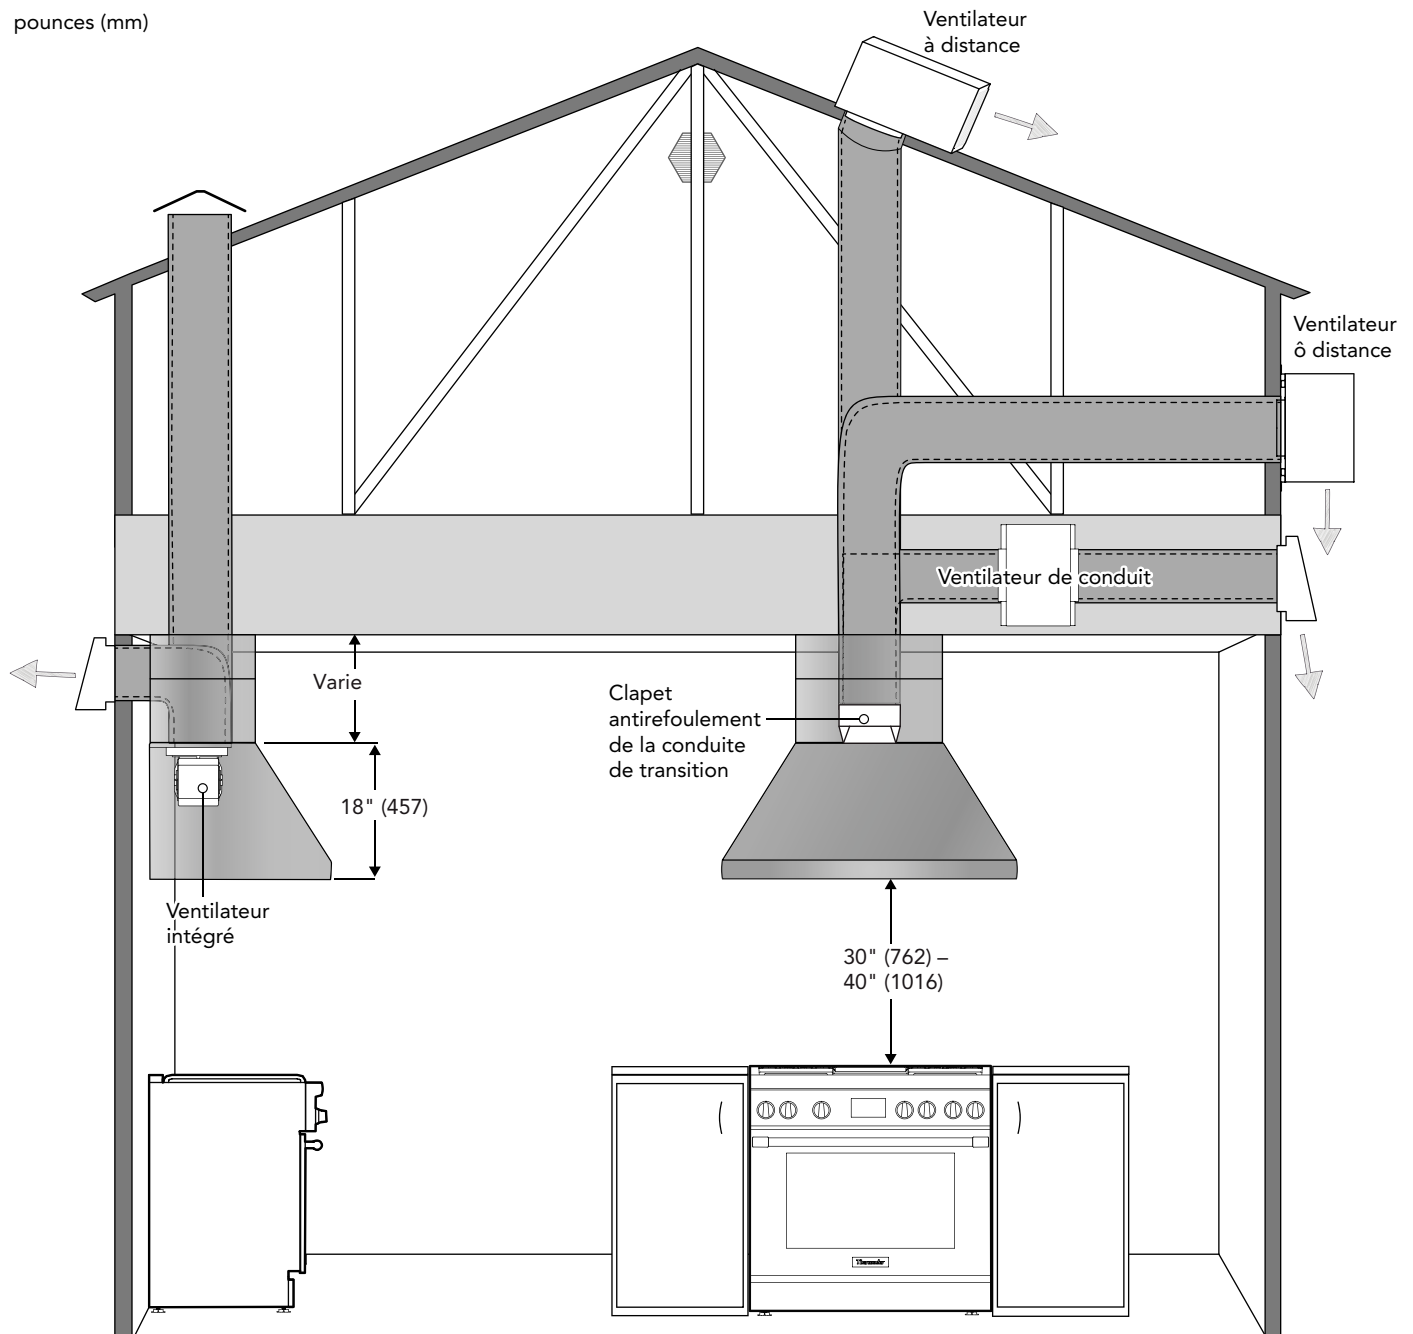 pounces (mm)
Ventilateur
à distance
Ventilateur
ô distance
Ventilateur de conduit
Varie
Clapet
antirefoulement
de la conduite
de transition
18" (457)
Ventilateur
intégré
30" (762) –
40" (1016)
Thermador